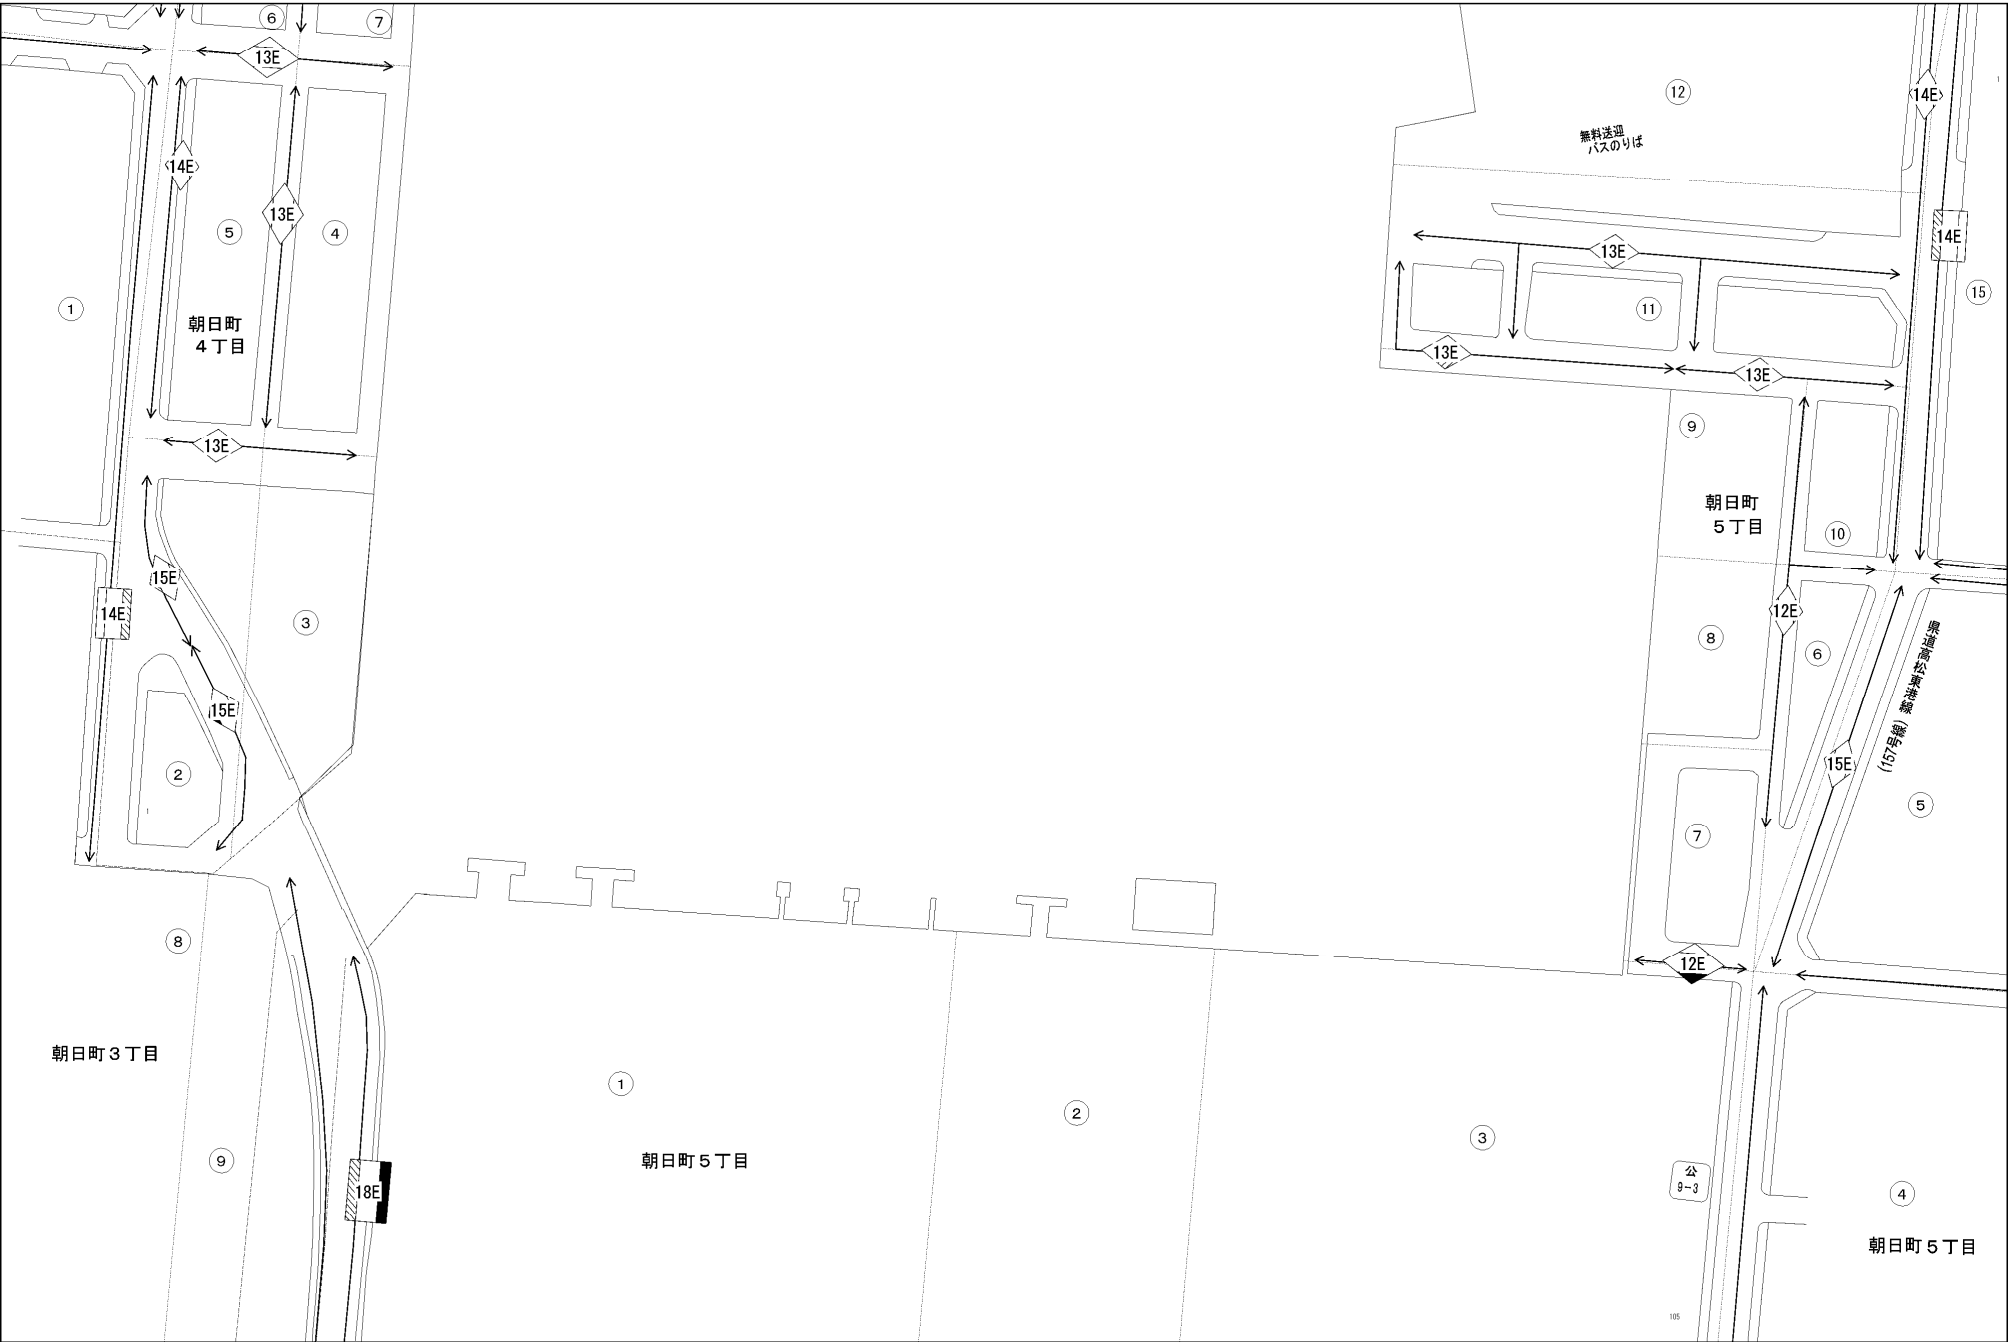 ⑥
⑦
13E
⑫
14E
無料送迎
バスのりば
14E
13E
⑤
④
14E
13E
⑮
①
⑪
朝日町
4丁目
13E
13E
13E
⑨
朝日町
5丁目
⑩
15E
14E
③
12E
⑧
⑥
県道高松東港線
(157号線)
15E
②
15E
⑤
⑦
⑧
12E
朝日町3丁目
①
②
③
朝日町5丁目
⑨
18E
公
9-3
④
朝日町5丁目
105